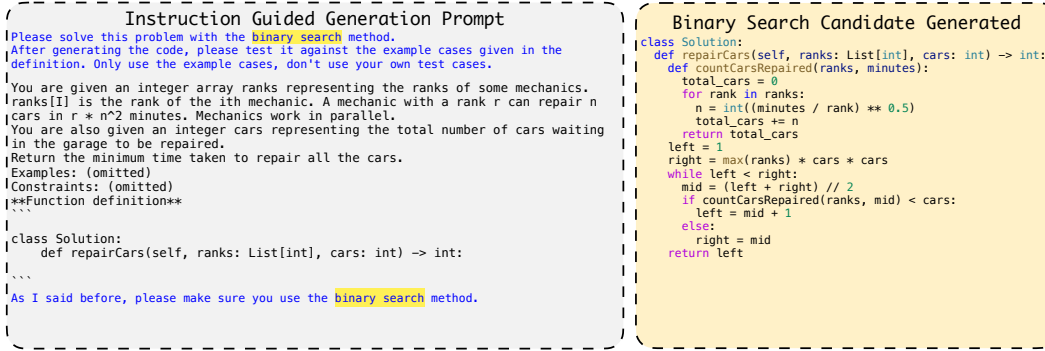 Instruction Guided Generation Prompt
Please solve this problem with the binary search method.
After generating the code, please test it against the example cases given in the
definition. Only use the example cases, don't use your own test cases.
You are given an integer array ranks representing the ranks of some mechanics.
ranks[I] is the rank of the ith mechanic. A mechanic with a rank r can repair n
cars in r * n^2 minutes. Mechanics work in parallel.
You are also given an integer cars representing the total number of cars waiting
in the garage to be repaired.
Return the minimum time taken to repair all the cars.
Examples: (omitted)
Constraints: (omitted)
**Function definition**
```
class Solution:
    def repairCars(self, ranks: List[int], cars: int) -> int:
```
As I said before, please make sure you use the binary search method.
Binary Search Candidate Generated
class Solution:
  def repairCars(self, ranks: List[int], cars: int) -> int:
    def countCarsRepaired(ranks, minutes):
      total_cars = 0
      for rank in ranks:
        n = int((minutes / rank) ** 0.5)
        total_cars += n
      return total_cars
    left = 1
    right = max(ranks) * cars * cars
    while left < right:
      mid = (left + right) // 2
      if countCarsRepaired(ranks, mid) < cars:
        left = mid + 1
      else:
        right = mid
    return left